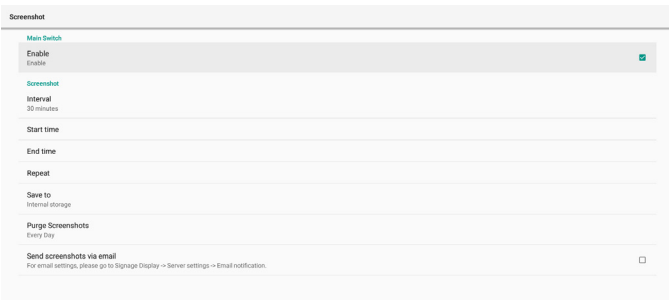 Screenshot
Main Switch
Enable
Enable
Screenshot
Interval
30 minutes
Start time
End time
Repeat
Save to
Internal storage
Purge Screenshots
Every Day
Send screenshots via email
For email settings, please go to Signage Display -> Server settings -> Email notification.